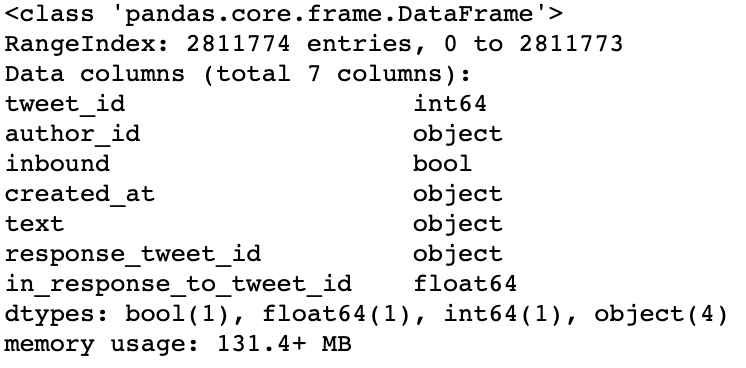 <class 'pandas.core.frame.DataFrame'>
RangeIndex: 2811774 entries, 0 to 2811773
Data columns (total 7 columns):
tweet_id                   int64
author_id                  object
inbound                    bool
created_at                 object
text                       object
response_tweet_id          object
in_response_to_tweet_id    float64
dtypes: bool(1), float64(1), int64(1), object(4)
memory usage: 131.4+ MB